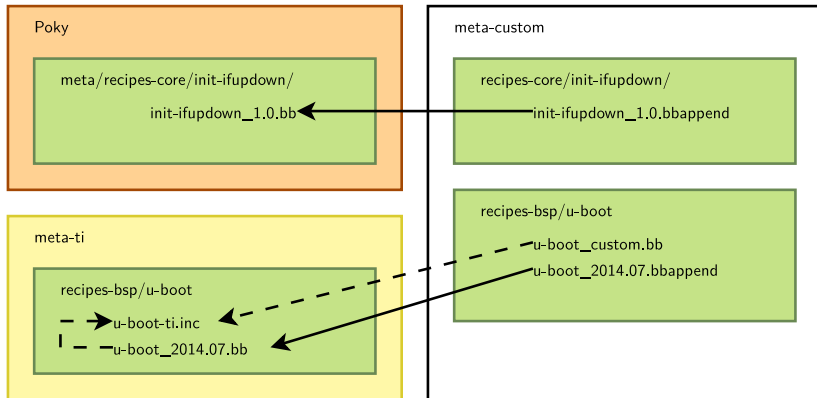 Poky
meta/recipes-core/init-ifupdown/
init-ifupdown_1.0.bb
meta-ti
recipes-bsp/u-boot
u-boot-ti.inc
u-boot_2014.07.bb
meta-custom
recipes-core/init-ifupdown/
init-ifupdown_1.0.bbappend
recipes-bsp/u-boot
u-boot_custom.bb
u-boot_2014.07.bbappend